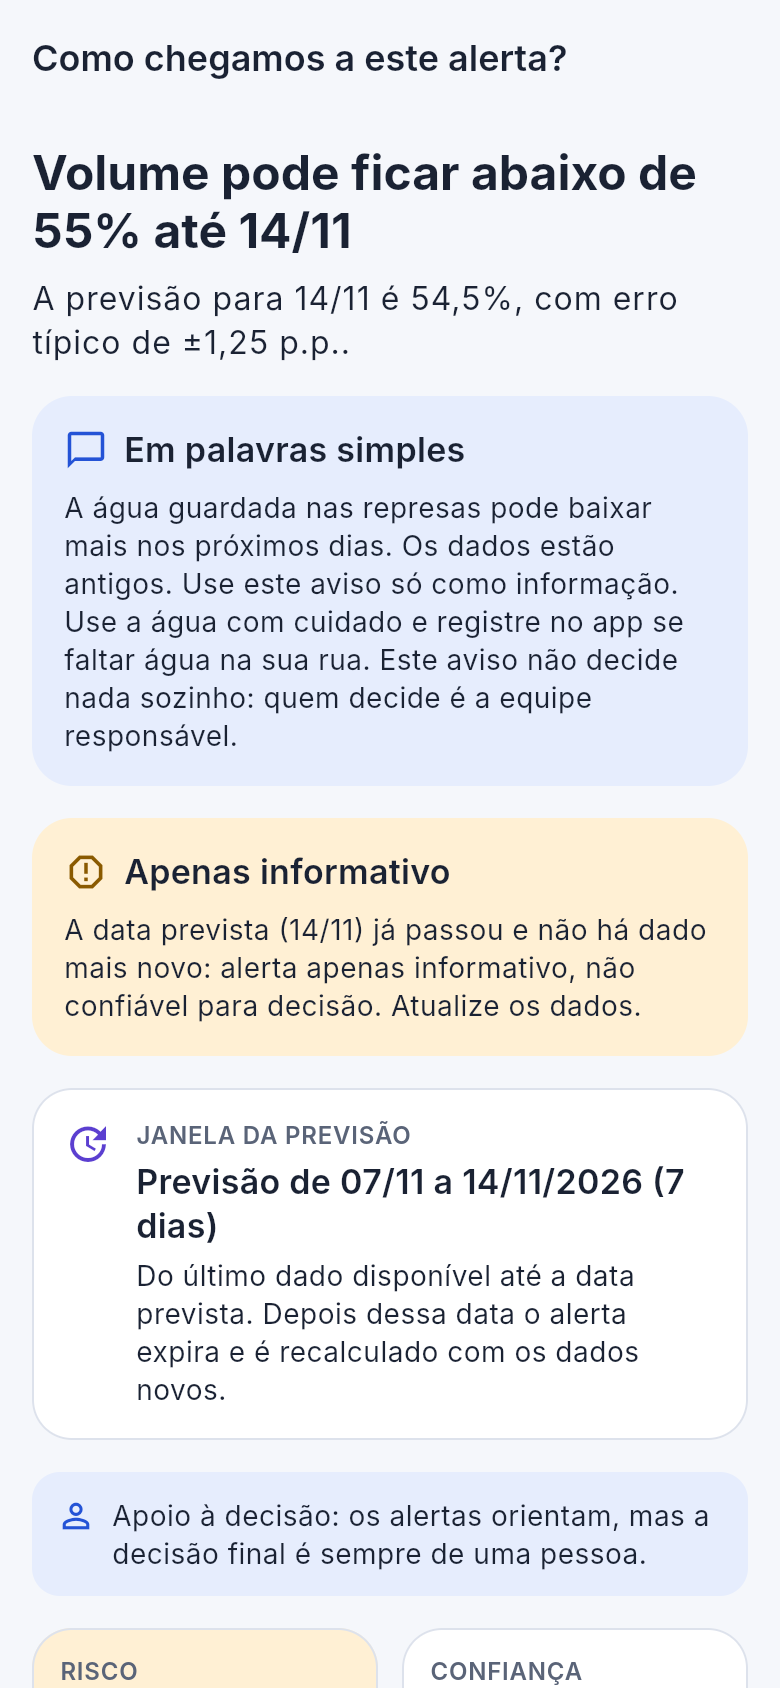 Como chegamos a este alerta?
Volume pode ficar abaixo de
55% até 14/11
A previsão para 14/11 é 54,5%, com erro
típico de ±1,25 p.p..
Em palavras simples
A água guardada nas represas pode baixar
mais nos próximos dias. Os dados estão
antigos. Use este aviso só como informação.
Use a água com cuidado e registre no app se
faltar água na sua rua. Este aviso não decide
nada sozinho: quem decide é a equipe
responsável.
Apenas informativo
A data prevista (14/11) já passou e não há dado
mais novo: alerta apenas informativo, não
confiável para decisão. Atualize os dados.
JANELA DA PREVISÃO
Previsão de 07/11 a 14/11/2026 (7
dias)
Do último dado disponível até a data
prevista. Depois dessa data o alerta
expira e é recalculado com os dados
novos.
Apoio à decisão: os alertas orientam, mas a
decisão final é sempre de uma pessoa.
RISCO
CONFIANÇA